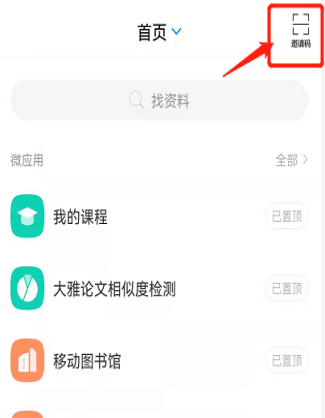 首页
邀请码
找资料
微应用 全部
我的课程 已置顶
大雅论文相似度检测 已置顶
移动图书馆 已置顶